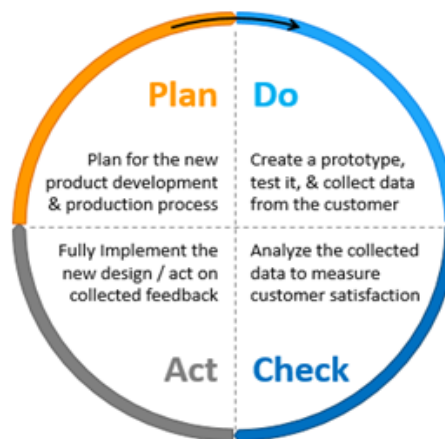 Plan
Plan for the new
product development
& production process
Do
Create a prototype,
test it, & collect data
from the customer
Fully Implement the
new design / act on
collected feedback
Act
Analyze the collected
data to measure
customer satisfaction
Check